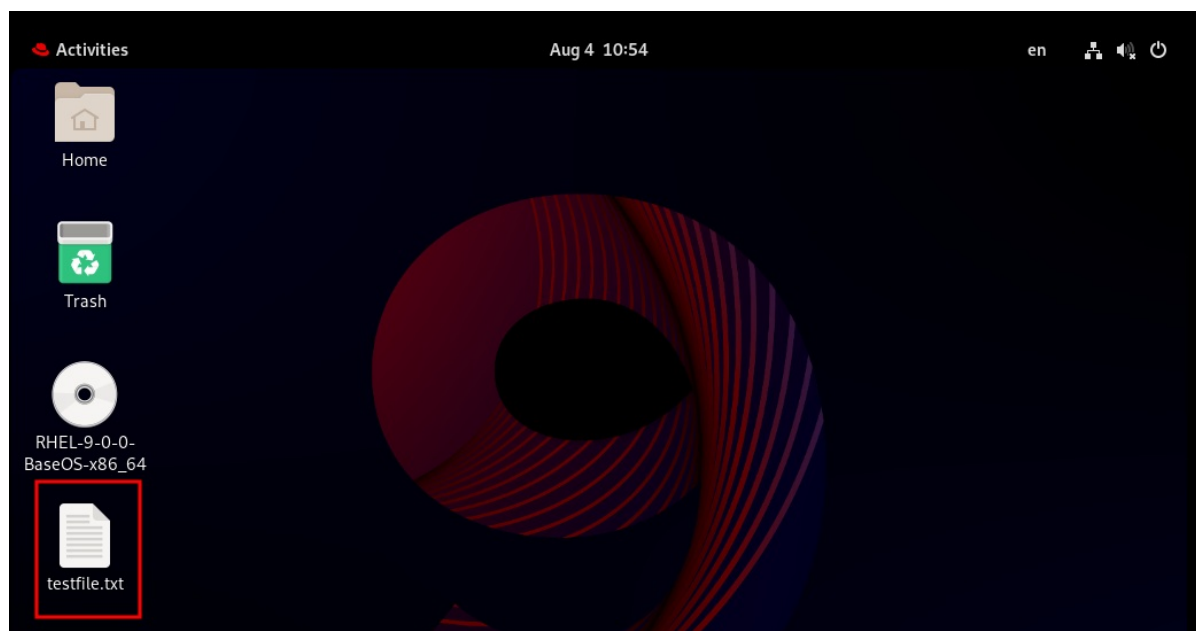 Activities
Aug 4 10:54
en
Home
Trash
RHEL-9-0-0-
BaseOS-x86_64
testfile.txt